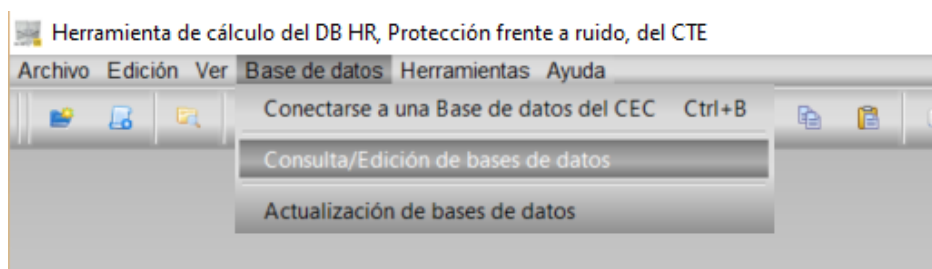 Herramienta de cálculo del DB HR, Protección frente a ruido, del CTE
Archivo Edición Ver Base de datos Herramientas Ayuda
Conectarse a una Base de datos del CEC Ctrl+B
Consulta/Edición de bases de datos
Actualización de bases de datos